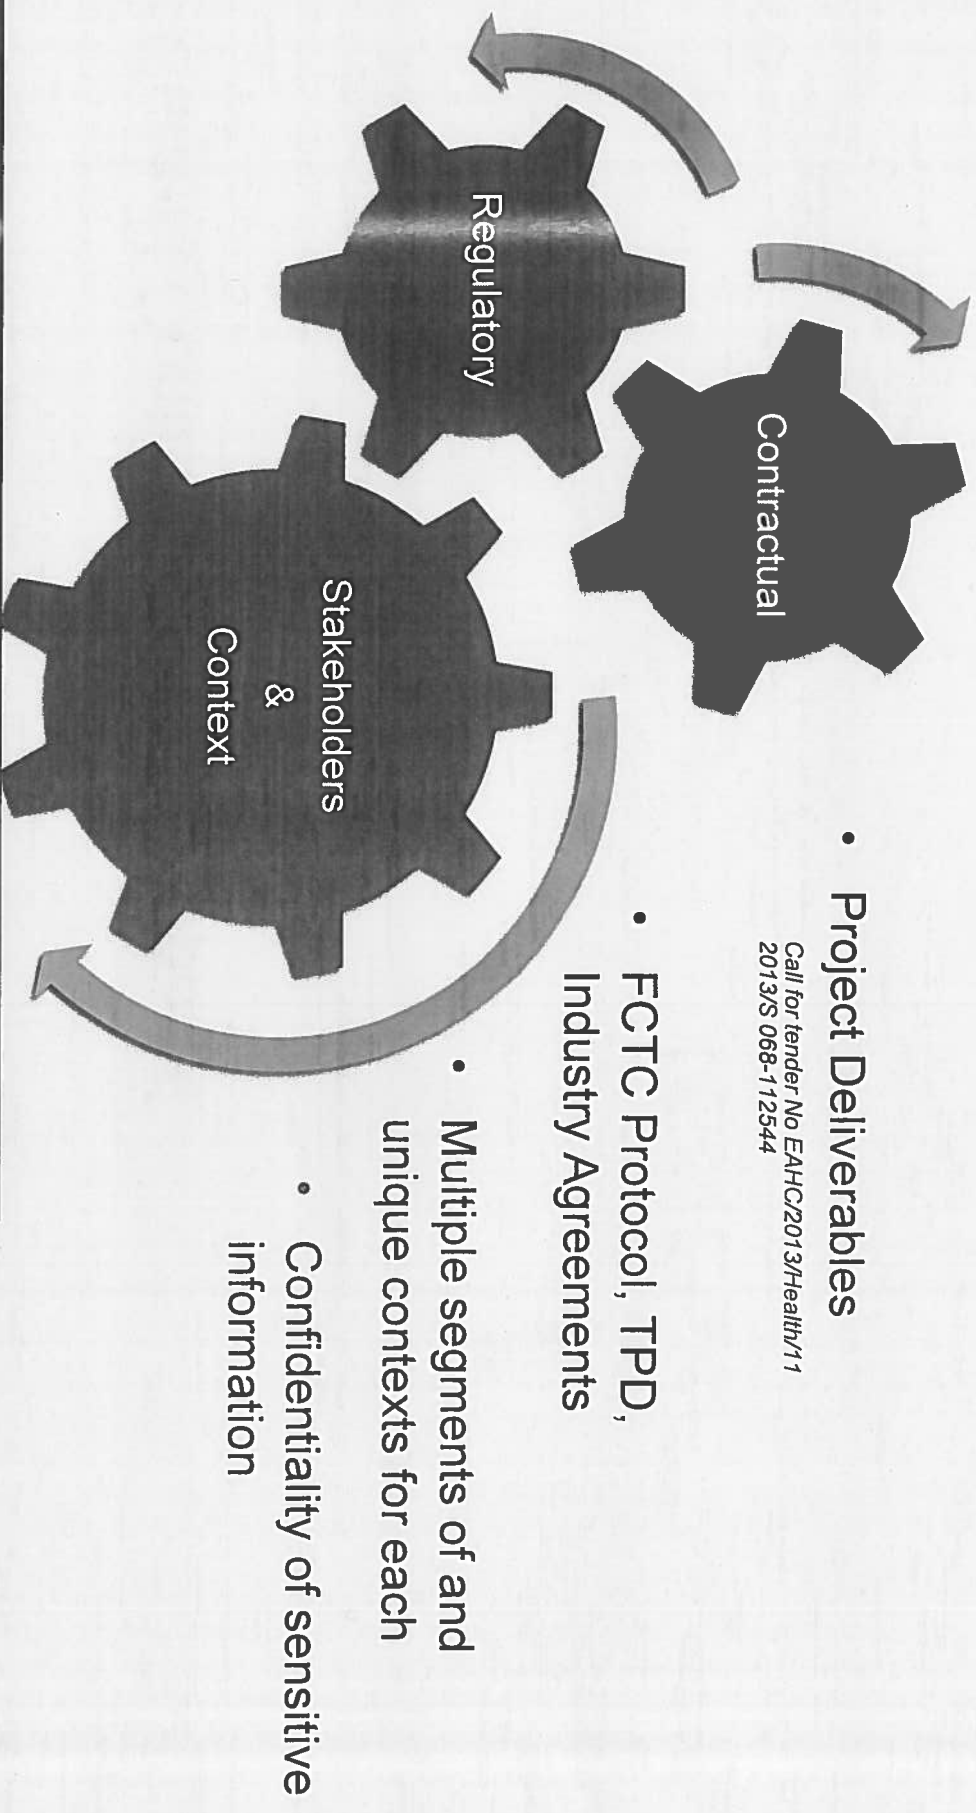 Contractual
Regulatory
Stakeholders
&
Context
• Project Deliverables
Call for tender No EAHC/2013/Health/11
2013/S 068-112544
• FCTC Protocol, TPD,
Industry Agreements
• Multiple segments of and
unique contexts for each
• Confidentiality of sensitive
information